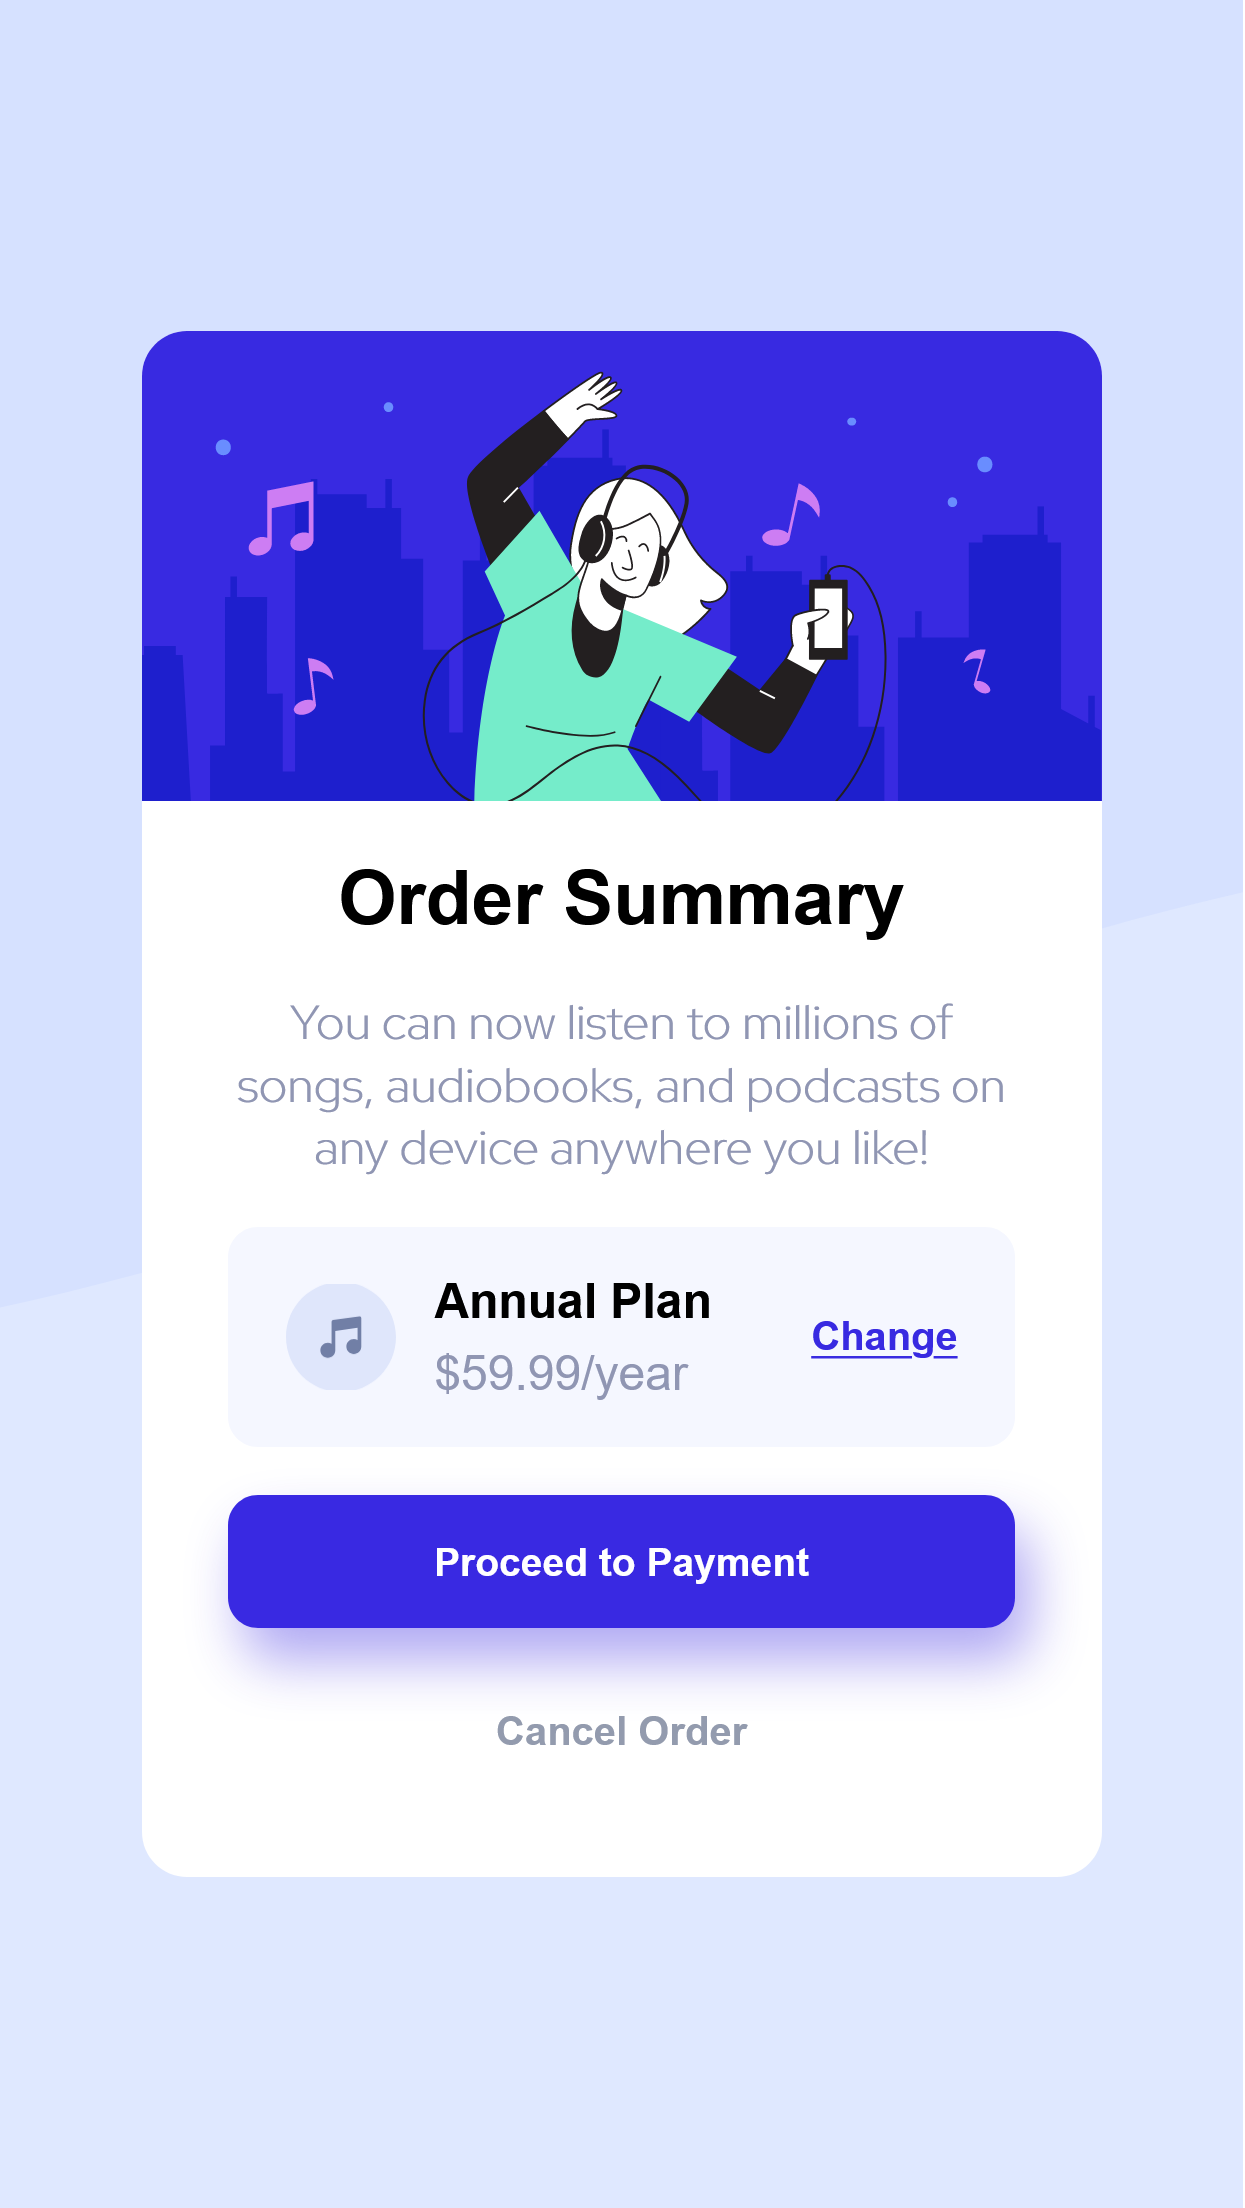 Order Summary
You can now listen to millions of
songs, audiobooks, and podcasts on
any device anywhere you like!
Annual Plan
$59.99/year
Change
Proceed to Payment
Cancel Order